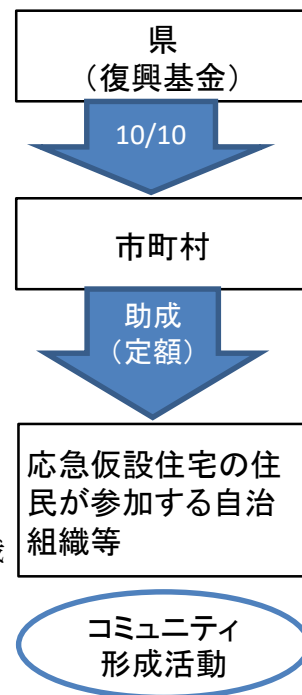 県
（復興基金）
10/10
市町村
助成
（定額）
応急仮設住宅の住
民が参加する自治
組織等
コミュニティ
形成活動